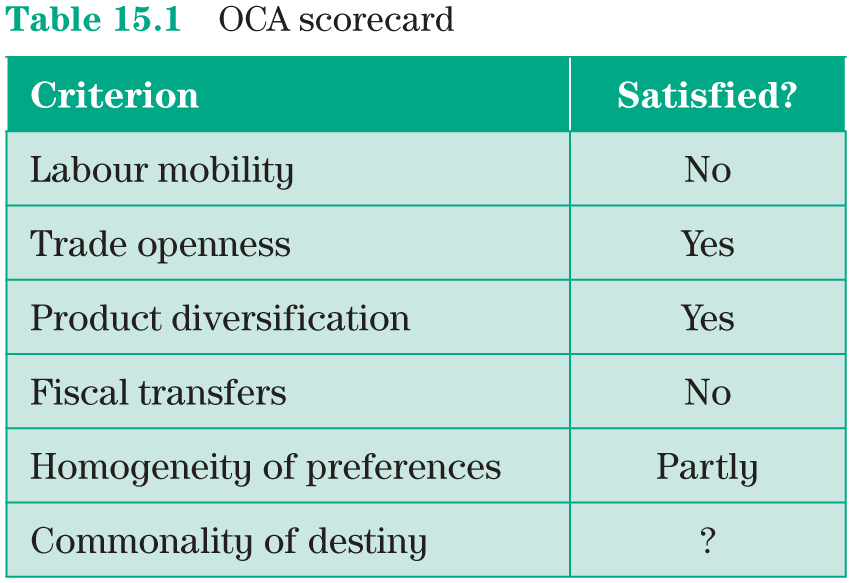 Table 15.1 OCA scorecard
Criterion Satisfied?
Labour mobility No
Trade openness Yes
Product diversification Yes
Fiscal transfers No
Homogeneity of preferences Partly
Commonality of destiny ?